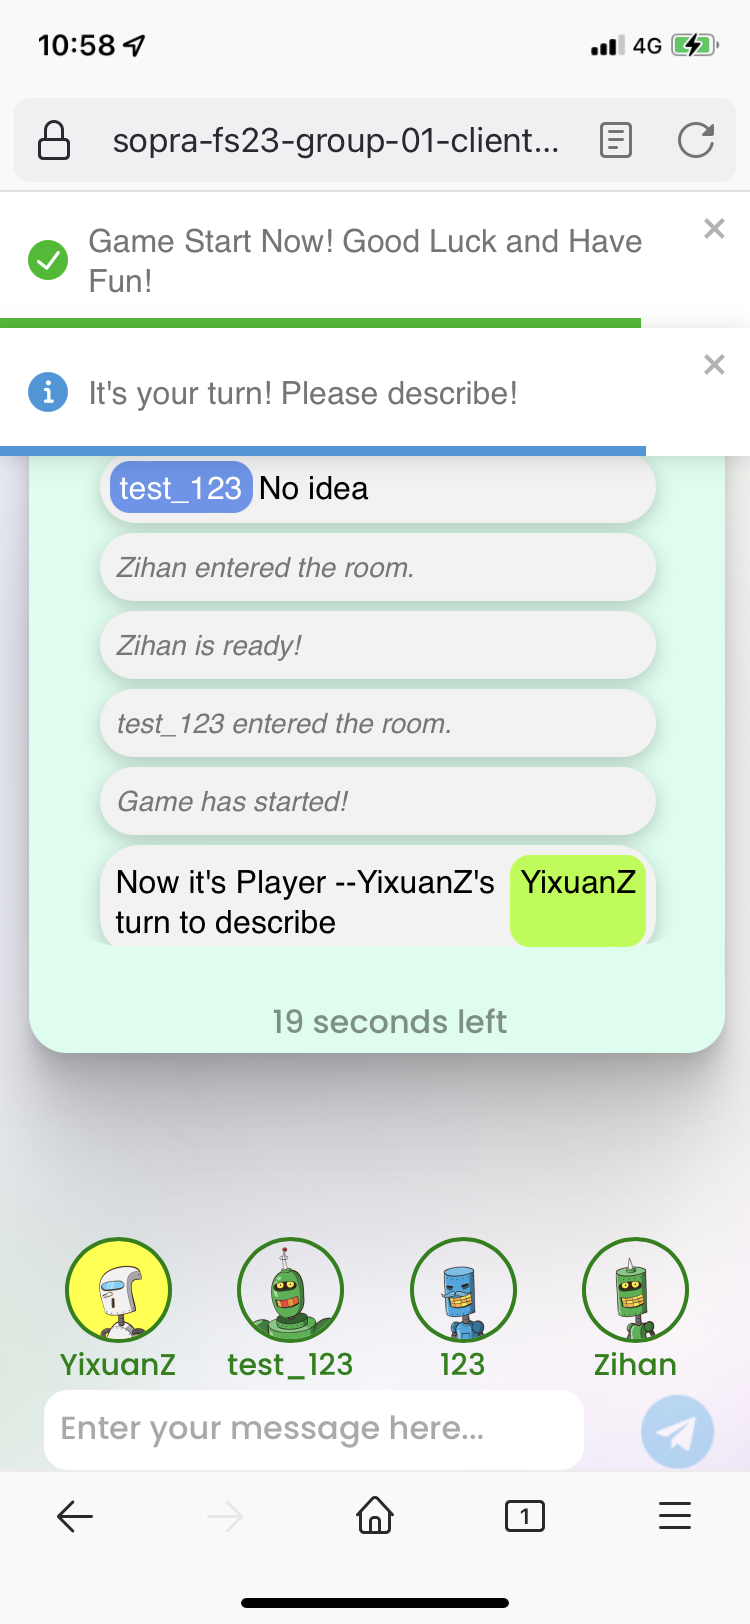 10:58
4G
sopra-fs23-group-01-client...
Game Start Now! Good Luck and Have
Fun!
It's your turn! Please describe!
test_123 No idea
Zihan entered the room.
Zihan is ready!
test_123 entered the room.
Game has started!
Now it's Player --YixuanZ's YixuanZ
turn to describe
19 seconds left
YixuanZ test_123 123 Zihan
Enter your message here...
1